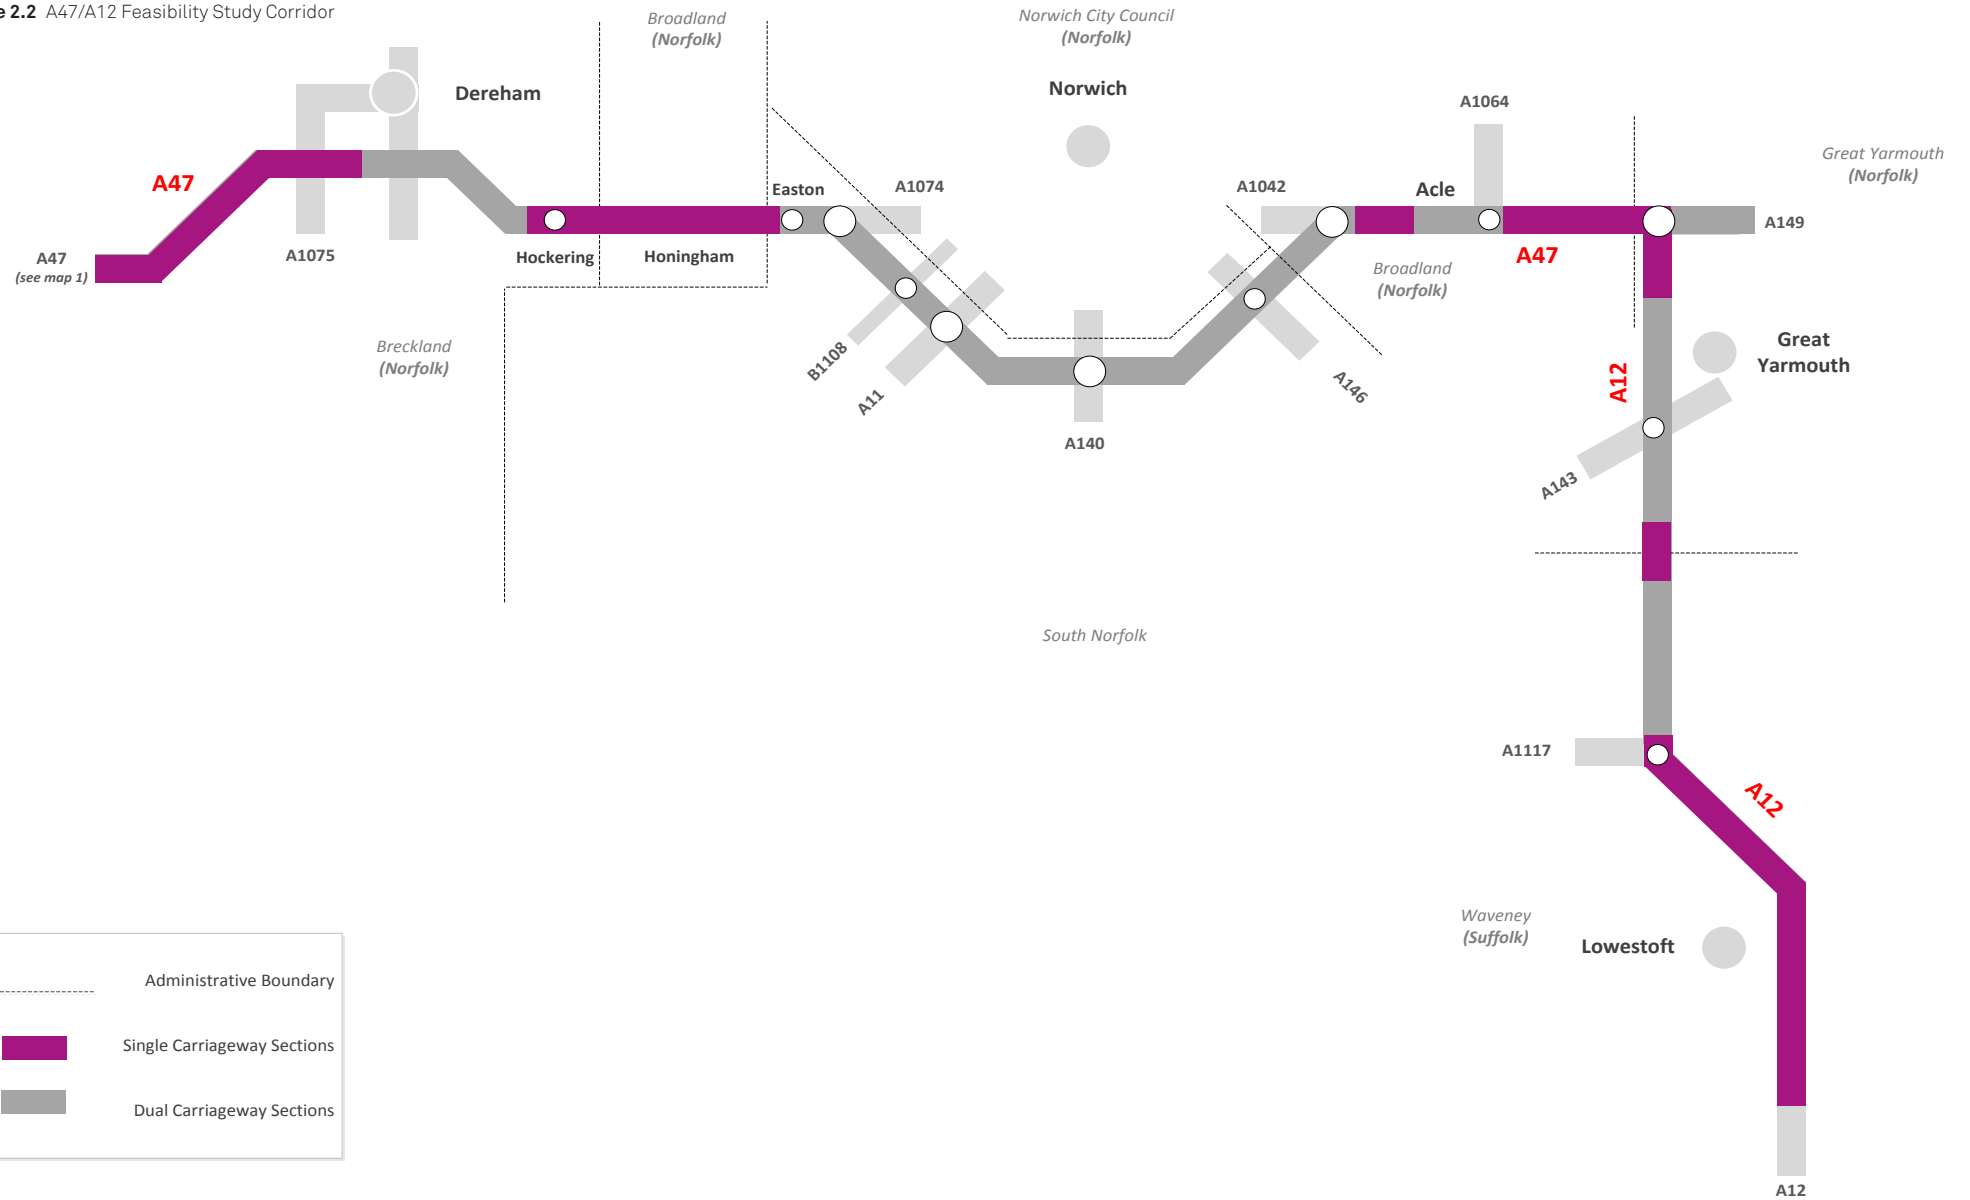 2.2 A47/A12 Feasibility Study Corridor
Broadland
(Norfolk)
Norwich City Council
(Norfolk)
Dereham
Norwich
A1064
Great Yarmouth
(Norfolk)
A47
Easton
A1074
A1042
Acle
A149
A47
(see map 1)
A1075
Hockering
Honingham
A47
Broadland
(Norfolk)
Breckland
(Norfolk)
B1108
A11
A140
A146
A12
Great
Yarmouth
A143
South Norfolk
A1117
A12
Waveney
(Suffolk)
Lowestoft
Administrative Boundary
Single Carriageway Sections
Dual Carriageway Sections
A12